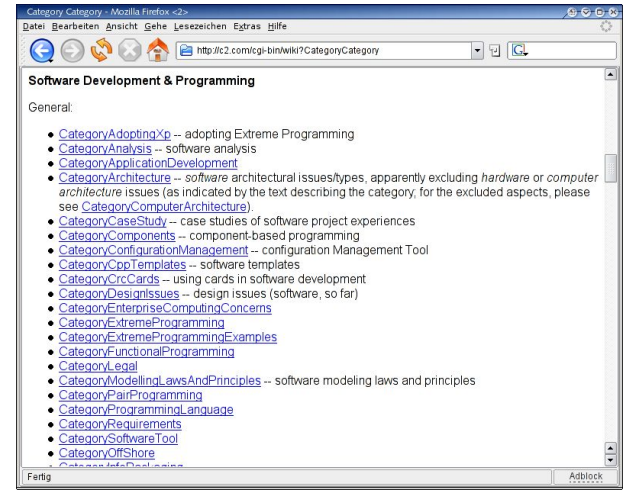 Category Category - Mozilla Firefox <2>
Datei Bearbeiten Ansicht Gehe Lesezeichen Extras Hilfe
http://c2.com/cgi-bin/wiki?CategoryCategory
Software Development & Programming
General:
CategoryAdoptingXp -- adopting Extreme Programming
CategoryAnalysis -- software analysis
CategoryApplicationDevelopment
CategoryArchitecture -- software architectural issues/types, apparently excluding hardware or computer
architecture issues (as indicated by the text describing the category; for the excluded aspects, please
see CategoryComputerArchitecture).
CategoryCaseStudy -- case studies of software project experiences
CategoryComponents -- component-based programming
CategoryConfigurationManagement -- configuration Management Tool
CategoryCppTemplates -- software templates
CategoryCrcCards -- using cards in software development
CategoryDesignIssues -- design issues (software, so far)
CategoryEnterpriseComputingConcerns
CategoryExtremeProgramming
CategoryExtremeProgrammingExamples
CategoryFunctionalProgramming
CategoryLegal
CategoryModellingLawsAndPrinciples -- software modeling laws and principles
CategoryPairProgramming
CategoryProgrammingLanguage
CategoryRequirements
CategorySoftwareTool
CategoryOffShore
CategoryInfoPackaging
Fertig
Adblock